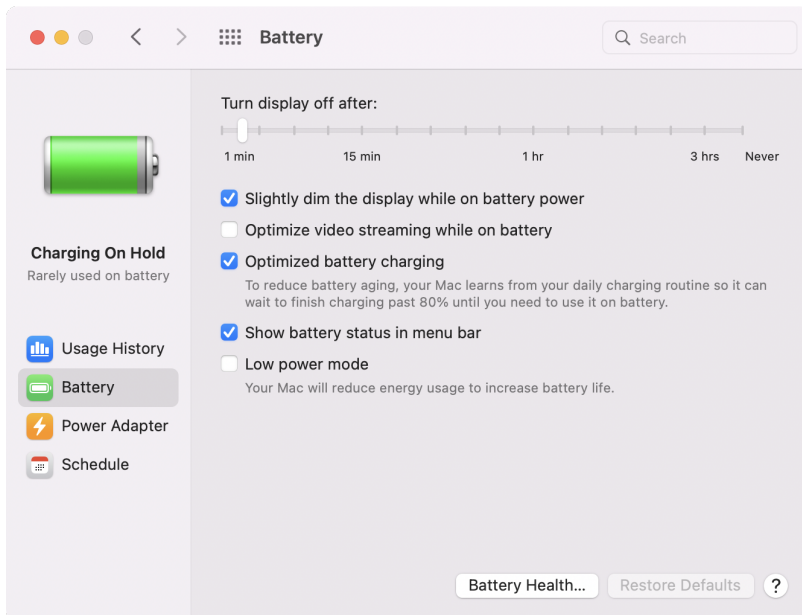 Battery
Search
Charging On Hold
Rarely used on battery
Usage History
Battery
Power Adapter
Schedule
Turn display off after:
1 min 15 min 1 hr 3 hrs Never
Slightly dim the display while on battery power
Optimize video streaming while on battery
Optimized battery charging
To reduce battery aging, your Mac learns from your daily charging routine so it can
wait to finish charging past 80% until you need to use it on battery.
Show battery status in menu bar
Low power mode
Your Mac will reduce energy usage to increase battery life.
Battery Health... Restore Defaults ?